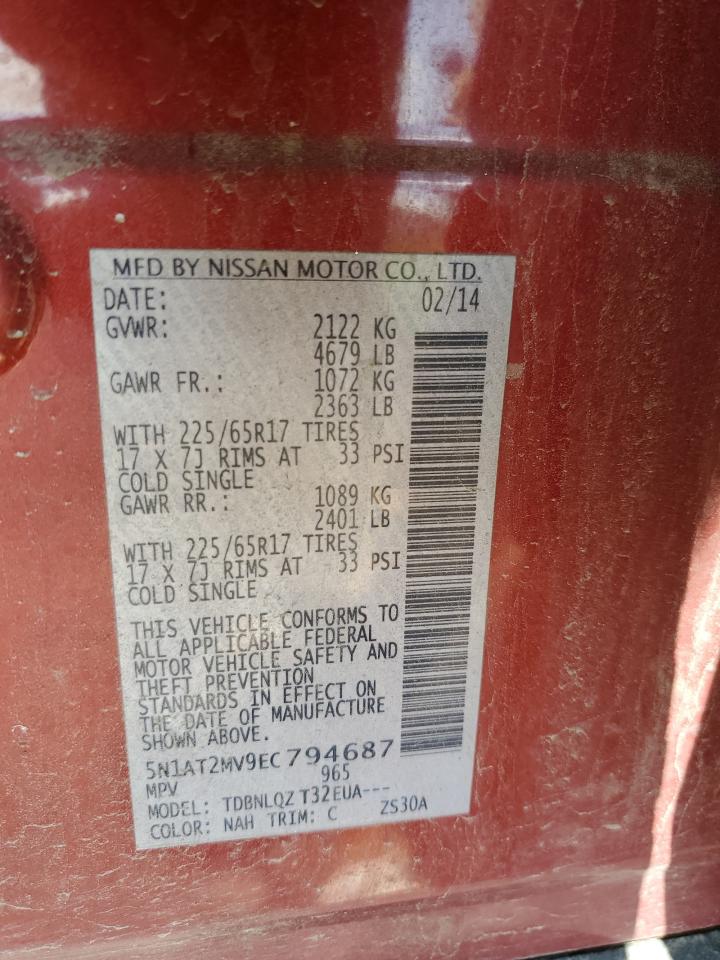 MFD BY NISSAN MOTOR CO., LTD.
DATE: 02/14
GVWR: 2122 KG
4679 LB
GAWR FR.: 1072 KG
2363 LB
WITH 225/65R17 TIRES
17 X 7J RIMS AT 33 PSI
COLD SINGLE
GAWR RR.: 1089 KG
2401 LB
WITH 225/65R17 TIRES
17 X 7J RIMS AT 33 PSI
COLD SINGLE
THIS VEHICLE CONFORMS TO
ALL APPLICABLE FEDERAL
MOTOR VEHICLE SAFETY AND
THEFT PREVENTION
STANDARDS IN EFFECT ON
THE DATE OF MANUFACTURE
SHOWN ABOVE.
5N1AT2MV9EC794687
MPV 965
MODEL: TDBNLQZ T32EUA---
COLOR: NAH TRIM: C ZS30A